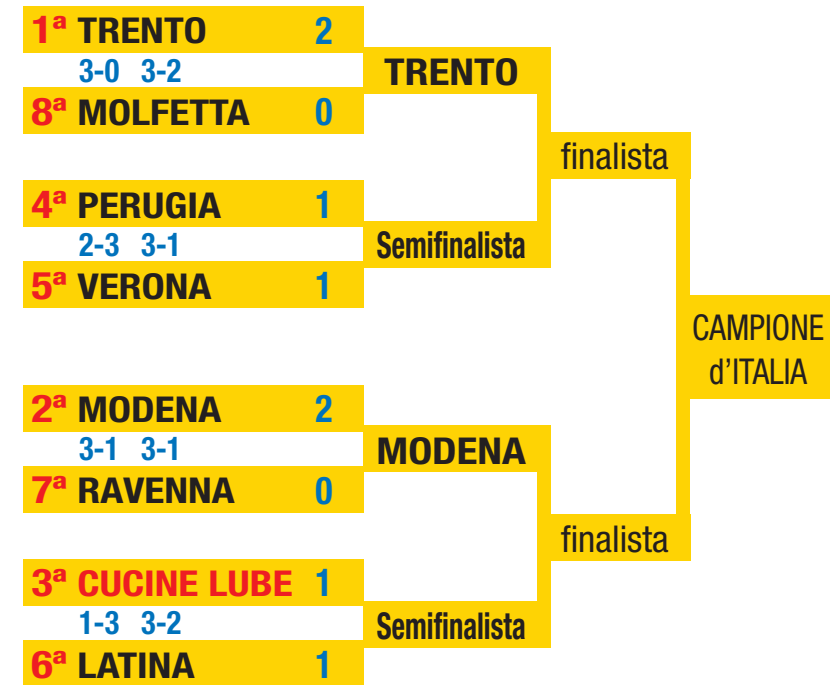 1ª TRENTO 2
3-0 3-2
8ª MOLFETTA 0
TRENTO
4ª PERUGIA 1
2-3 3-1
5ª VERONA 1
Semifinalista
finalista
2ª MODENA 2
3-1 3-1
7ª RAVENNA 0
MODENA
3ª CUCINE LUBE 1
1-3 3-2
6ª LATINA 1
Semifinalista
finalista
CAMPIONE
d'ITALIA